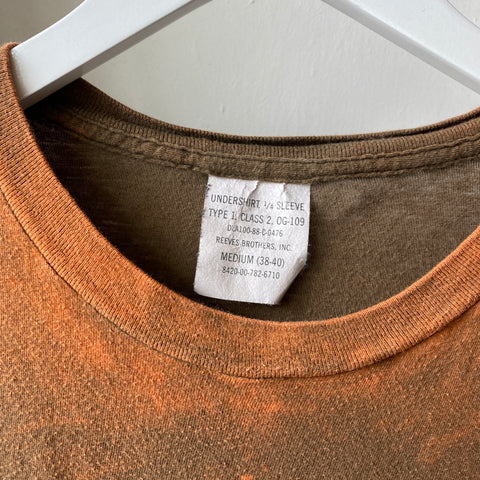 UNDERSHIRT, 1/4 SLEEVE
TYPE 1, CLASS 2, OG-109
DLA100-88-C-0476
REEVES BROTHERS, INC.
MEDIUM (38-40)
8420-00-782-6710